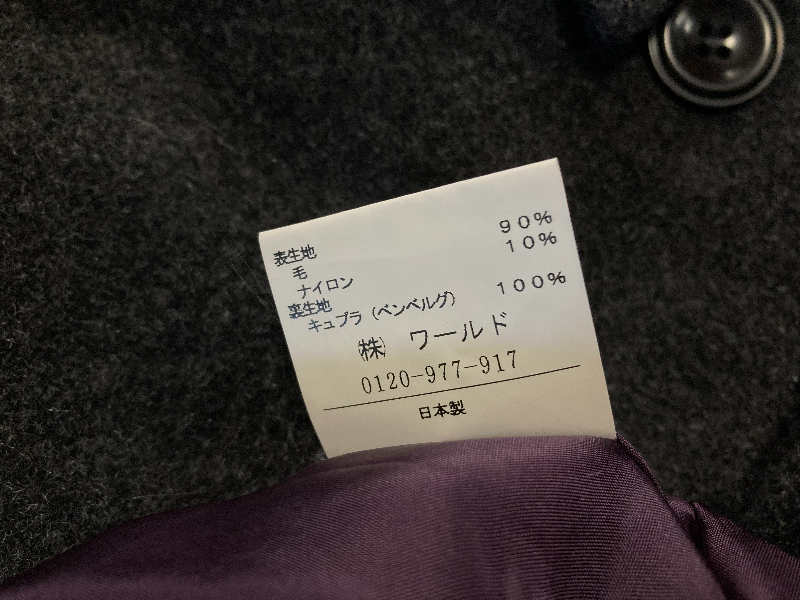 表生地
毛 90%
ナイロン 10%
裏生地
キュプラ(ベンベルグ) 100%
㈱ ワールド
0120-977-917
日本製